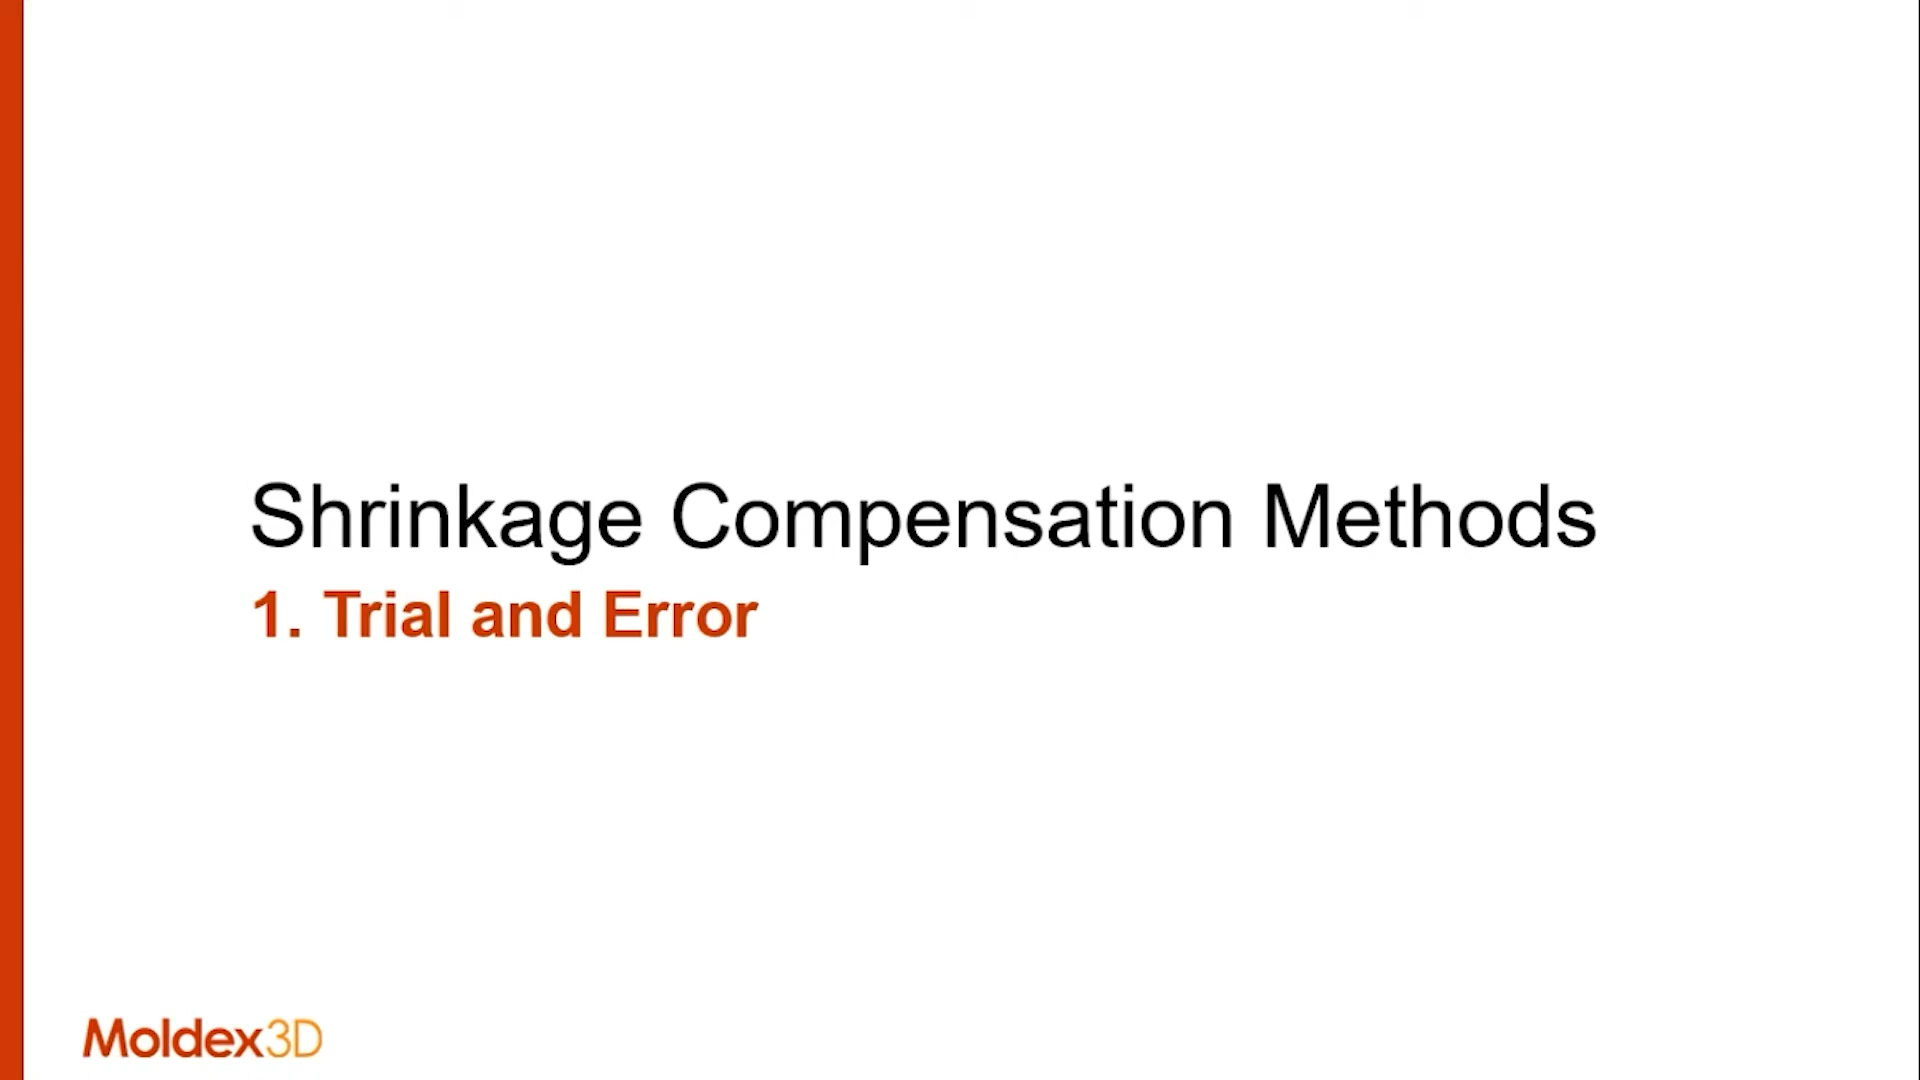 Shrinkage Compensation Methods
1. Trial and Error
Moldex3D